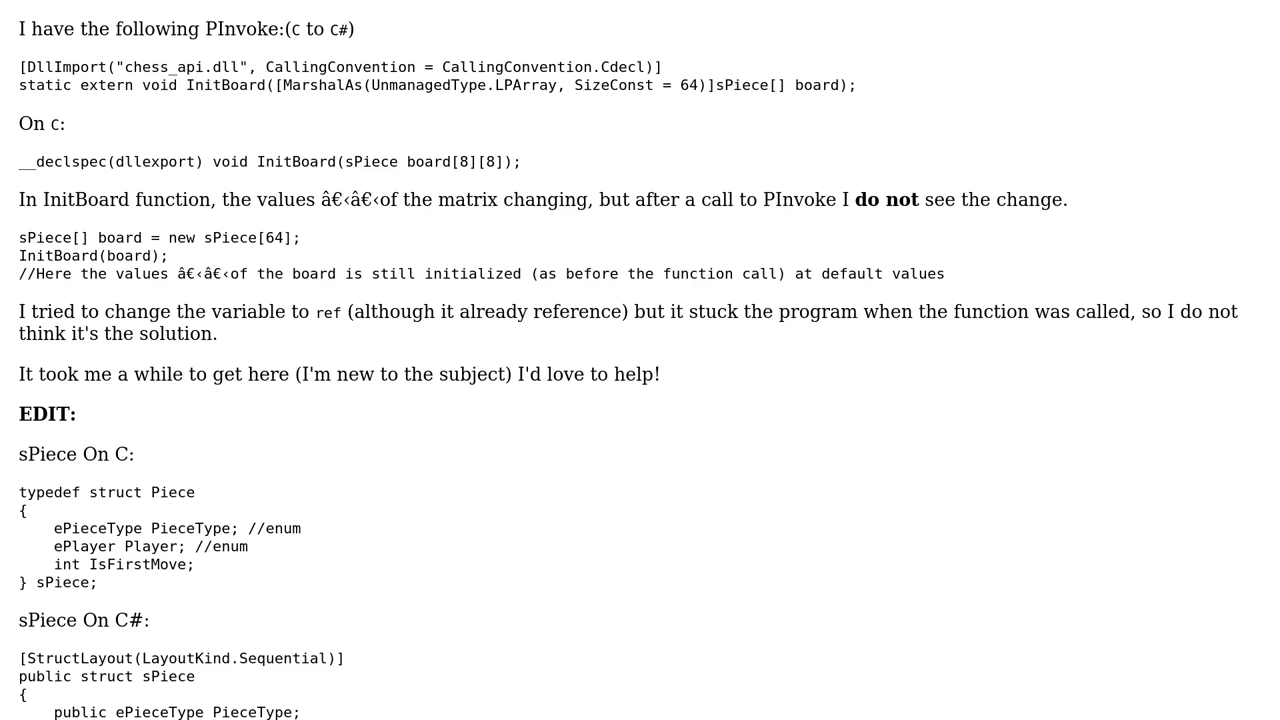 I have the following PInvoke:(C to C#)
[DllImport("chess_api.dll", CallingConvention = CallingConvention.Cdecl)]
static extern void InitBoard([MarshalAs(UnmanagedType.LPArray, SizeConst = 64)]sPiece[] board);
On C:
__declspec(dllexport) void InitBoard(sPiece board[8][8]);
In InitBoard function, the values â€‹â€‹of the matrix changing, but after a call to PInvoke I do not see the change.
sPiece[] board = new sPiece[64];
InitBoard(board);
//Here the values â€‹â€‹of the board is still initialized (as before the function call) at default values
I tried to change the variable to ref (although it already reference) but it stuck the program when the function was called, so I do not
think it's the solution.
It took me a while to get here (I'm new to the subject) I'd love to help!
EDIT:
sPiece On C:
typedef struct Piece
{
    ePieceType PieceType; //enum
    ePlayer Player; //enum
    int IsFirstMove;
} sPiece;
sPiece On C#:
[StructLayout(LayoutKind.Sequential)]
public struct sPiece
{
    public ePieceType PieceType;